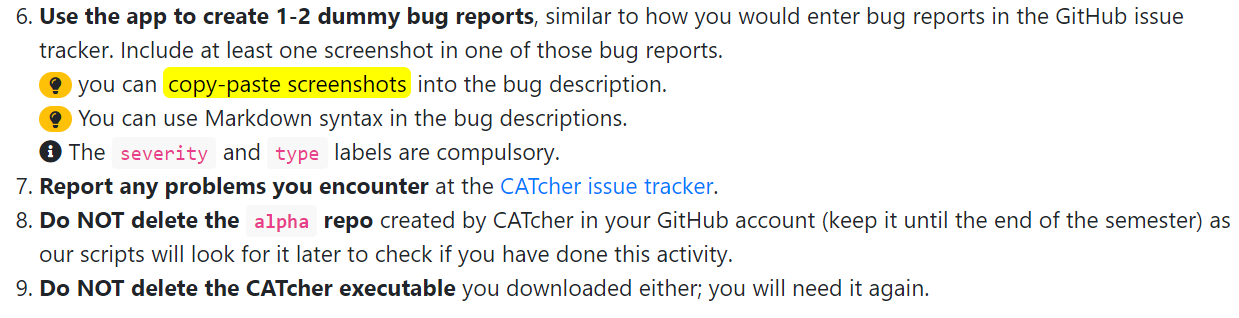 6. Use the app to create 1-2 dummy bug reports, similar to how you would enter bug reports in the GitHub issue
tracker. Include at least one screenshot in one of those bug reports.
you can copy-paste screenshots into the bug description.
You can use Markdown syntax in the bug descriptions.
The severity and type labels are compulsory.
7. Report any problems you encounter at the CATcher issue tracker.
8. Do NOT delete the alpha repo created by CATcher in your GitHub account (keep it until the end of the semester) as
our scripts will look for it later to check if you have done this activity.
9. Do NOT delete the CATcher executable you downloaded either; you will need it again.